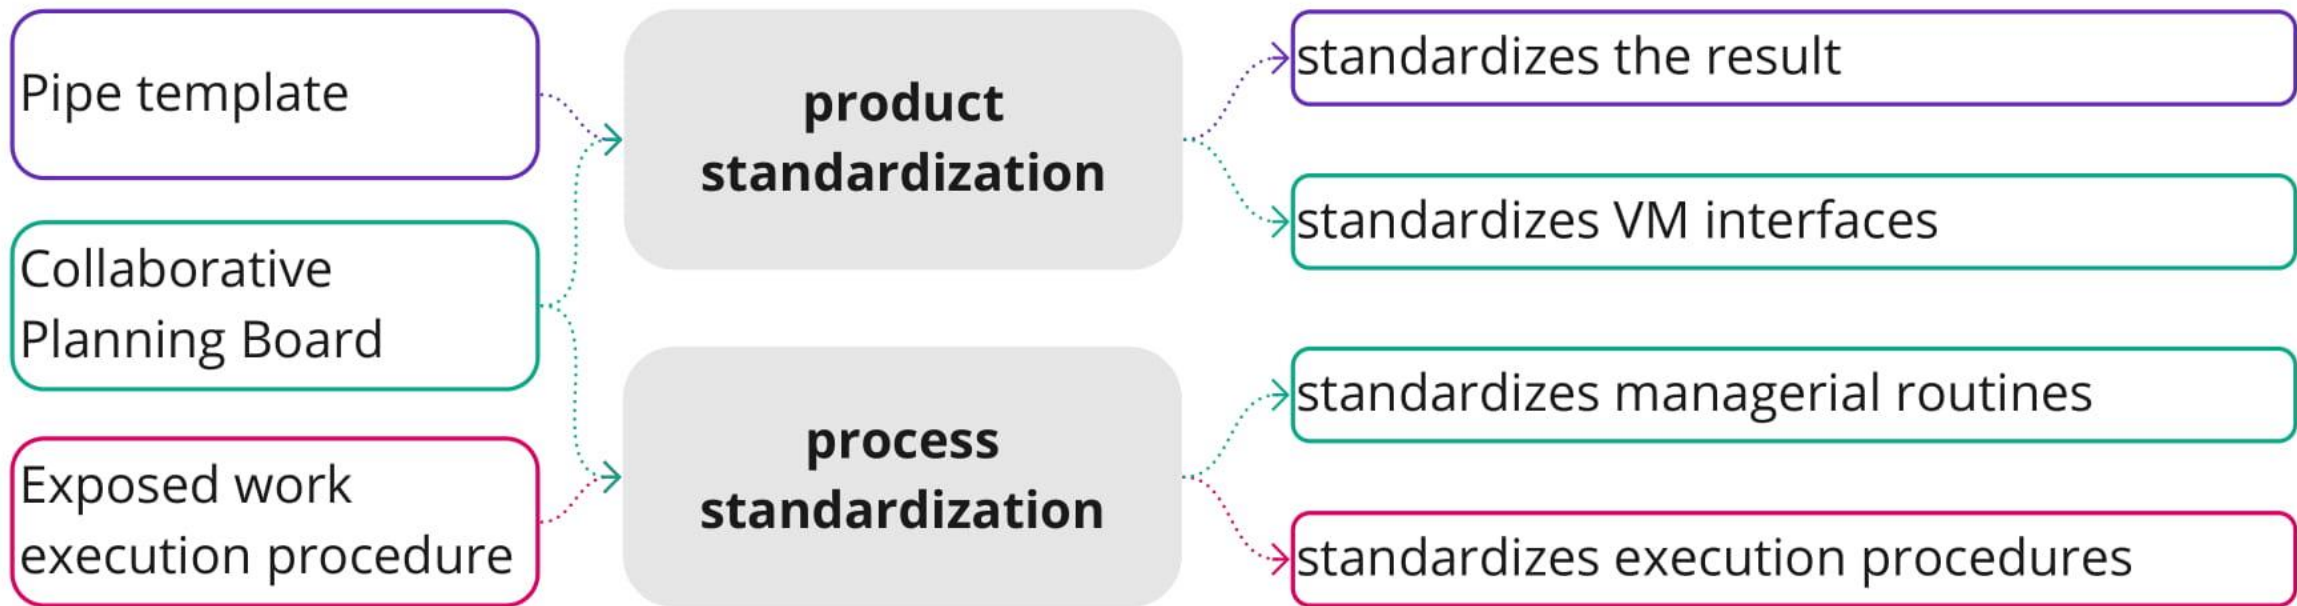 Pipe template
Collaborative
Planning Board
Exposed work
execution procedure
product
standardization
process
standardization
standardizes the result
standardizes VM interfaces
standardizes managerial routines
standardizes execution procedures